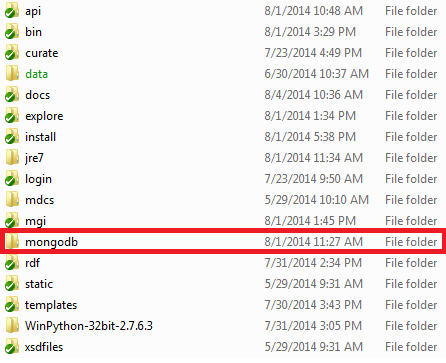 api 8/1/2014 10:48 AM File folder
bin 8/1/2014 3:29 PM File folder
curate 7/23/2014 4:49 PM File folder
data 6/30/2014 10:37 AM File folder
docs 8/4/2014 10:36 AM File folder
explore 8/1/2014 1:34 PM File folder
install 8/1/2014 5:38 PM File folder
jre7 8/1/2014 11:34 AM File folder
login 7/23/2014 9:50 AM File folder
mdcs 5/29/2014 10:10 AM File folder
mgi 8/1/2014 1:45 PM File folder
mongodb 8/1/2014 11:27 AM File folder
rdf 7/31/2014 2:34 PM File folder
static 5/29/2014 9:31 AM File folder
templates 7/30/2014 3:43 PM File folder
WinPython-32bit-2.7.6.3 7/31/2014 3:05 PM File folder
xsdfiles 5/29/2014 9:31 AM File folder